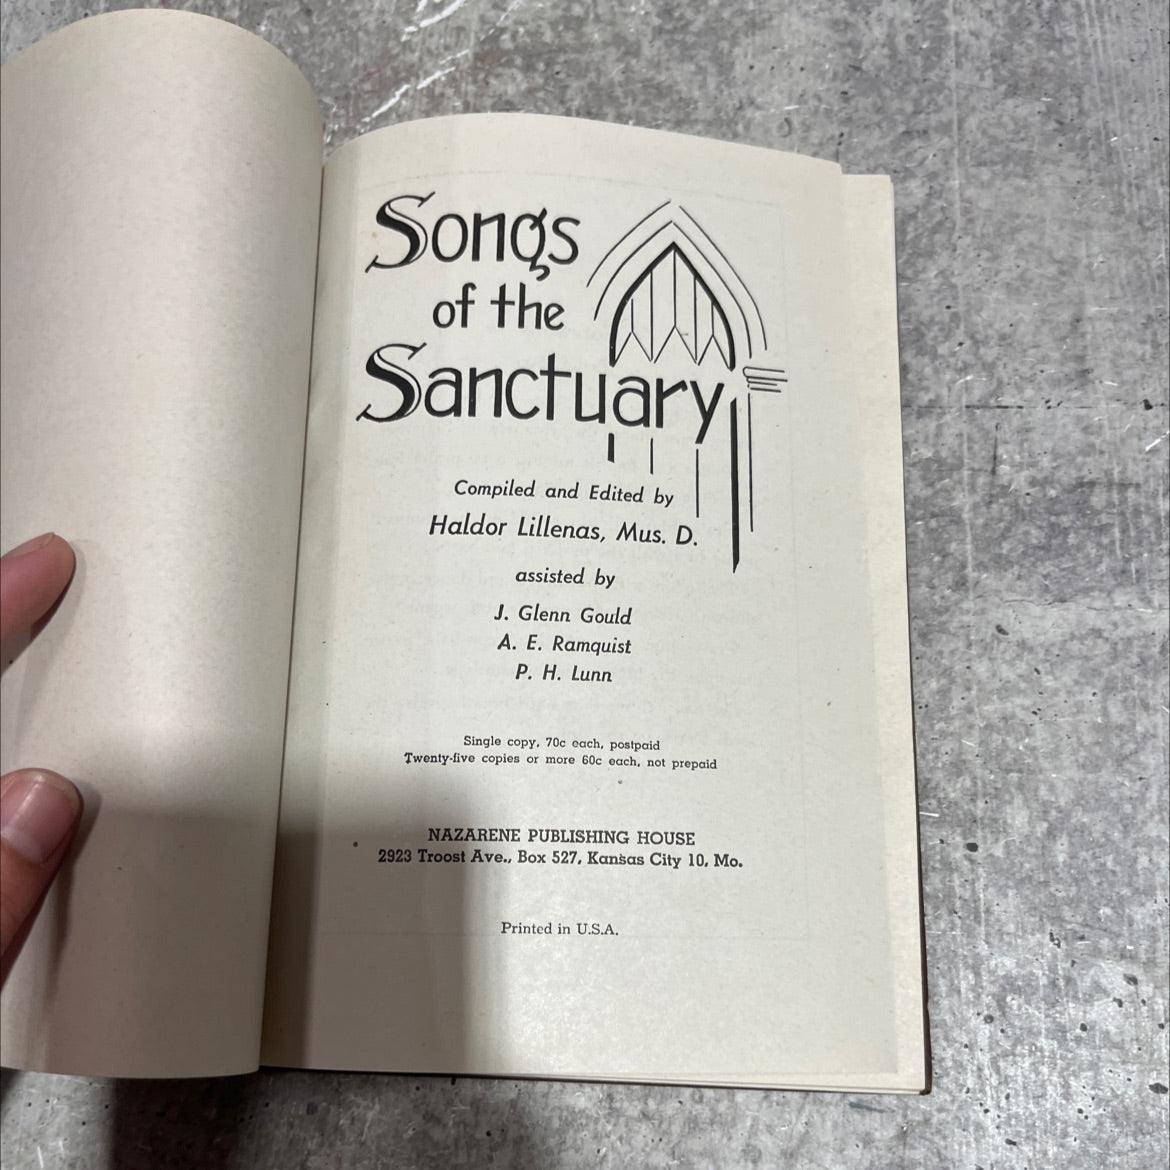 Songs
of the
Sanctuary
Compiled and Edited by
Haldor Lillenas, Mus. D.
assisted by
J. Glenn Gould
A. E. Ramquist
P. H. Lunn
Single copy, 70c each, postpaid
Twenty-five copies or more 60c each, not prepaid
NAZARENE PUBLISHING HOUSE
2923 Troost Ave., Box 527, Kansas City 10, Mo.
Printed in U.S.A.